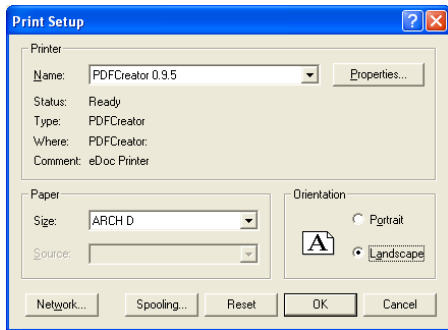 Print Setup
Printer
Name: PDFCreator 0.9.5 Properties...
Status: Ready
Type: PDFCreator
Where: PDFCreator:
Comment: eDoc Printer
Paper
Size: ARCH D
Source:
Orientation
A
Portrait
Landscape
Network... Spooling... Reset OK Cancel